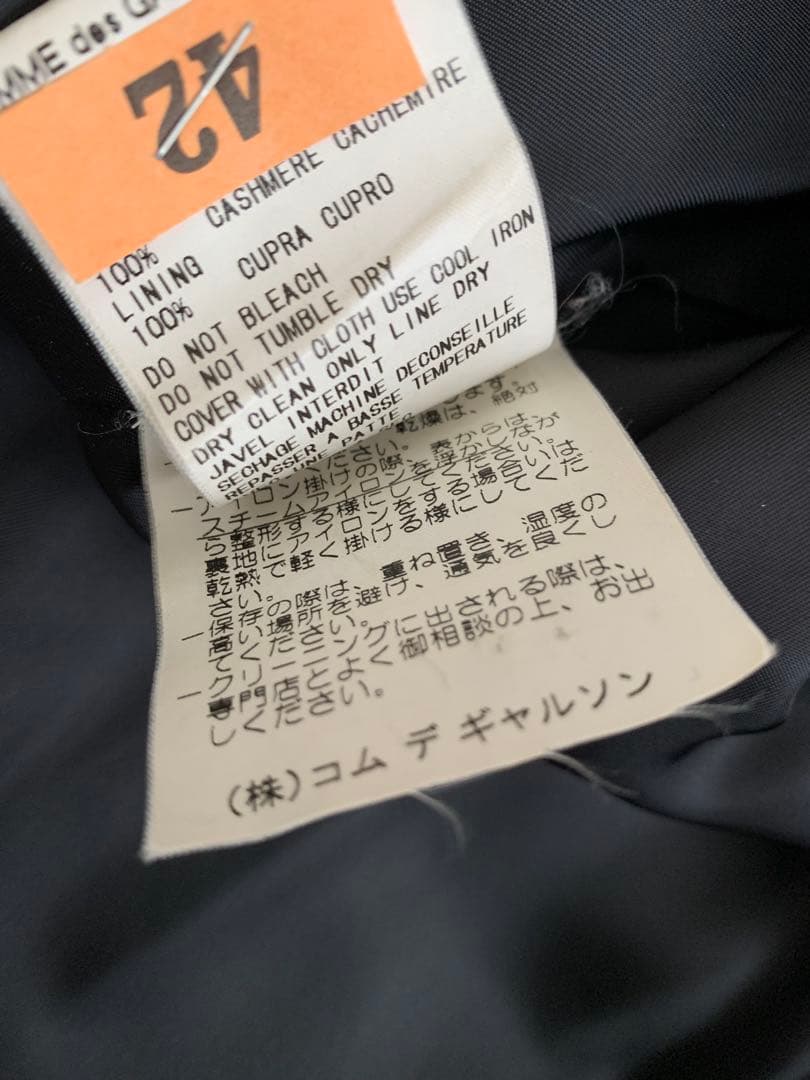 MME des G
42
CASHMERE CACHEMIRE
100%
LINING CUPRA CUPRO
100%
DO NOT BLEACH
DO NOT TUMBLE DRY
COVER WITH CLOTH USE COOL IRON
DRY CLEAN ONLY LINE DRY
JAVEL INTERDIT
SECHAGE MACHINE DECONSEILLE
REPASSER A BASSE TEMPERATURE
PATTE
します。
乾燥は、絶対
ください。表からは
ーアイロン掛けの際、浮かしなが
スチームアイロンを
ら整形する様にしてください。
裏地にアイロンをする場合いは
乾熱で軽く掛ける様にしてくだ
さい。
ー保存の際は、重ね置き、湿度の
高い場所を避け、通気を良くし
てください。
ークリーニングに出される際は、
専門店とよく御相談の上、お出
しください。
(株)コム デ ギャルソン